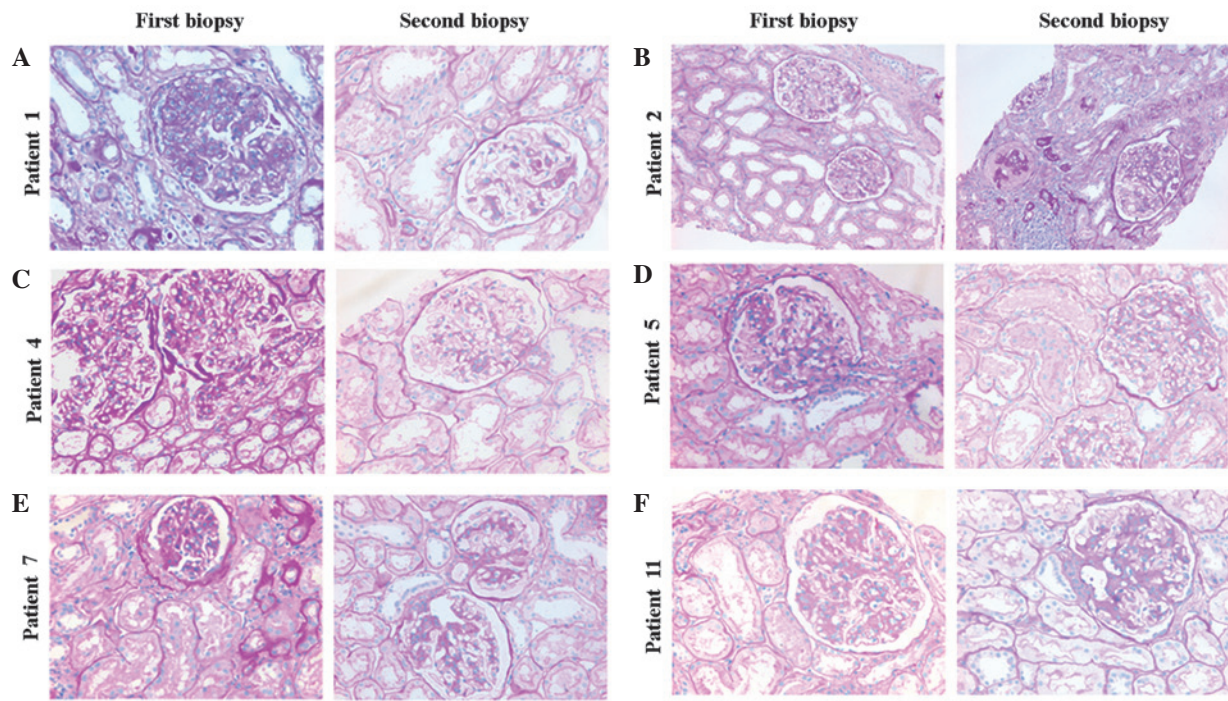 First biopsy Second biopsy First biopsy Second biopsy
A B
Patient 1 Patient 2
C D
Patient 4 Patient 5
E F
Patient 7 Patient 11